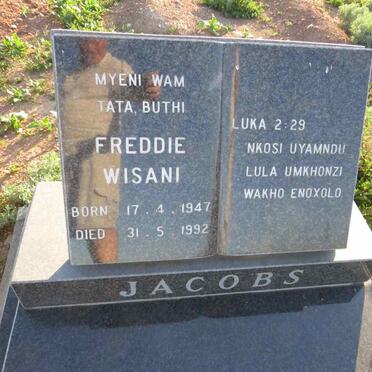 MYENI WAM
TATA, BUTHI
FREDDIE
WISANI
BORN 17. 4. 1947
DIED 31. 5. 1992
LUKA 2:29
NKOSI UYAMNDU
LULA UMKHONZI
WAKHO ENOXOLO
JACOBS